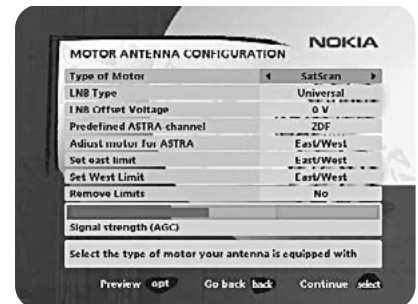 NOKIA
MOTOR ANTENNA CONFIGURATION
Type of Motor SatScan
LNB Type Universal
LNB Offset Voltage 0 V
Predefined ASTRA-channel ZDF
Adjust motor for ASTRA East/West
Set east limit East/West
Set West Limit East/West
Remove Limits No
Signal strength (AGC)
Select the type of motor your antenna is equipped with
Preview opt Go back back Continue select